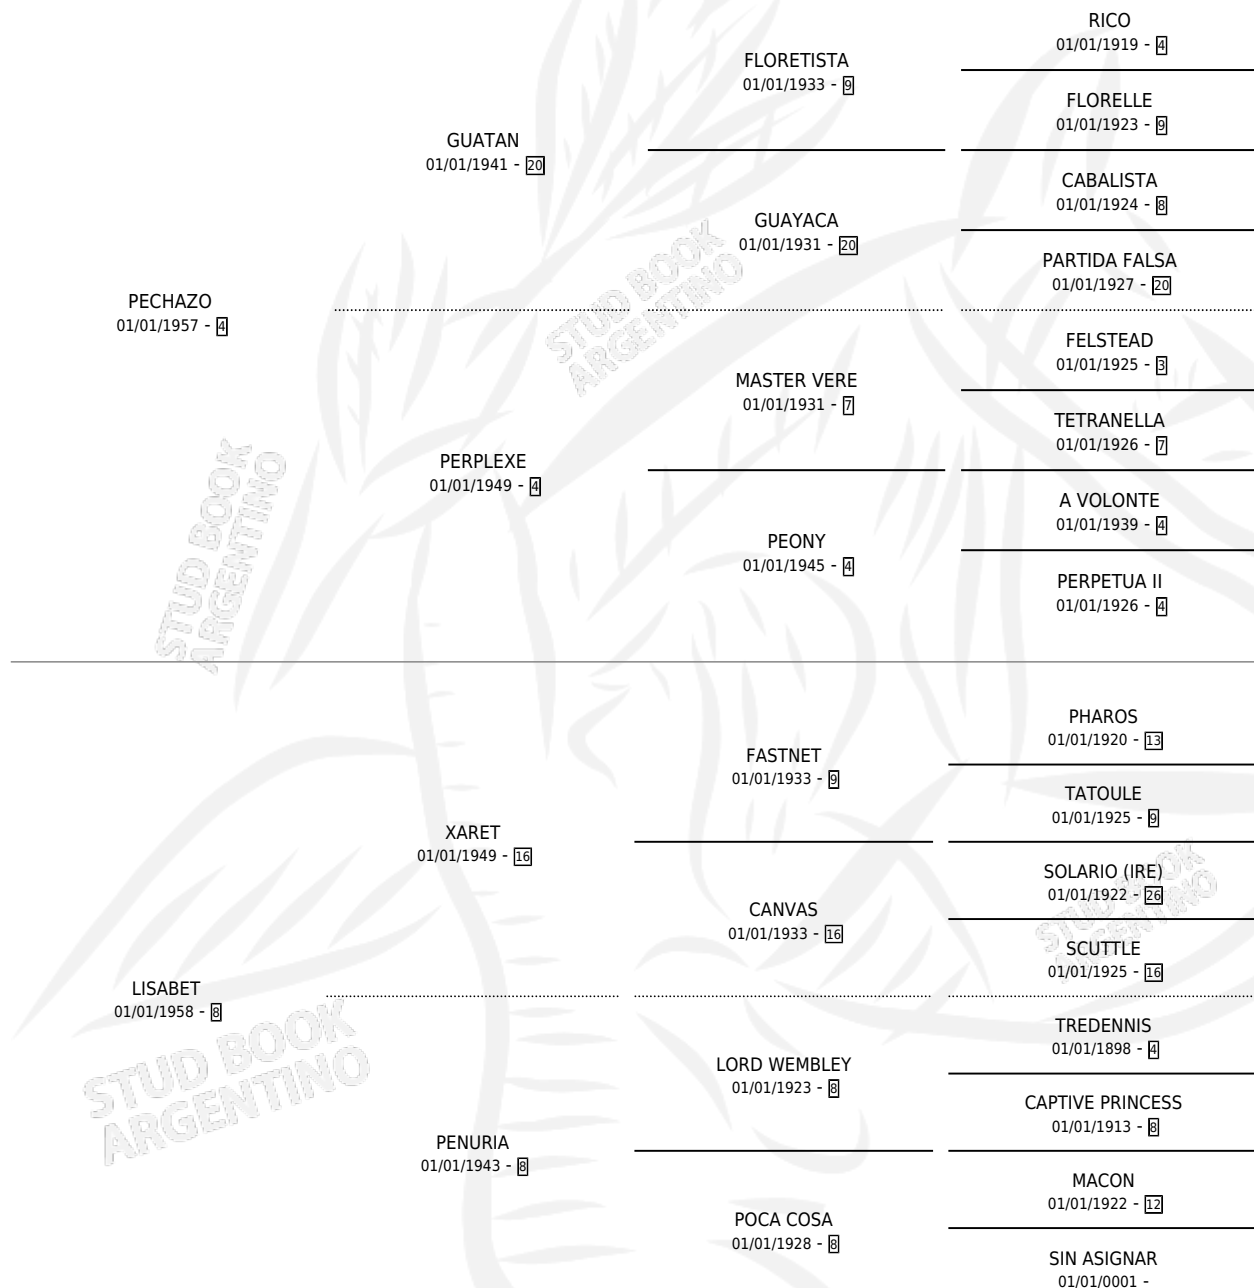 PECHAZO
01/01/1957 - 4
GUATAN
01/01/1941 - 20
FLORETISTA
01/01/1933 - 9
RICO
01/01/1919 - 4
FLORELLE
01/01/1923 - 9
GUAYACA
01/01/1931 - 20
CABALISTA
01/01/1924 - 8
PARTIDA FALSA
01/01/1927 - 20
PERPLEXE
01/01/1949 - 4
MASTER VERE
01/01/1931 - 7
FELSTEAD
01/01/1925 - 3
TETRANELLA
01/01/1926 - 7
PEONY
01/01/1945 - 4
A VOLONTE
01/01/1939 - 4
PERPETUA II
01/01/1926 - 4
LISABET
01/01/1958 - 8
XARET
01/01/1949 - 16
FASTNET
01/01/1933 - 9
PHAROS
01/01/1920 - 13
TATOULE
01/01/1925 - 9
CANVAS
01/01/1933 - 16
SOLARIO (IRE)
01/01/1922 - 26
SCUTTLE
01/01/1925 - 16
PENURIA
01/01/1943 - 8
LORD WEMBLEY
01/01/1923 - 8
TREDENNIS
01/01/1898 - 4
CAPTIVE PRINCESS
01/01/1913 - 8
POCA COSA
01/01/1928 - 8
MACON
01/01/1922 - 12
SIN ASIGNAR
01/01/0001 -
STUD BOOK
ARGENTINO
STUD BOOK
ARGENTINO
STUD BOOK
ARGENTINO
STUD BOOK
ARGENTINO